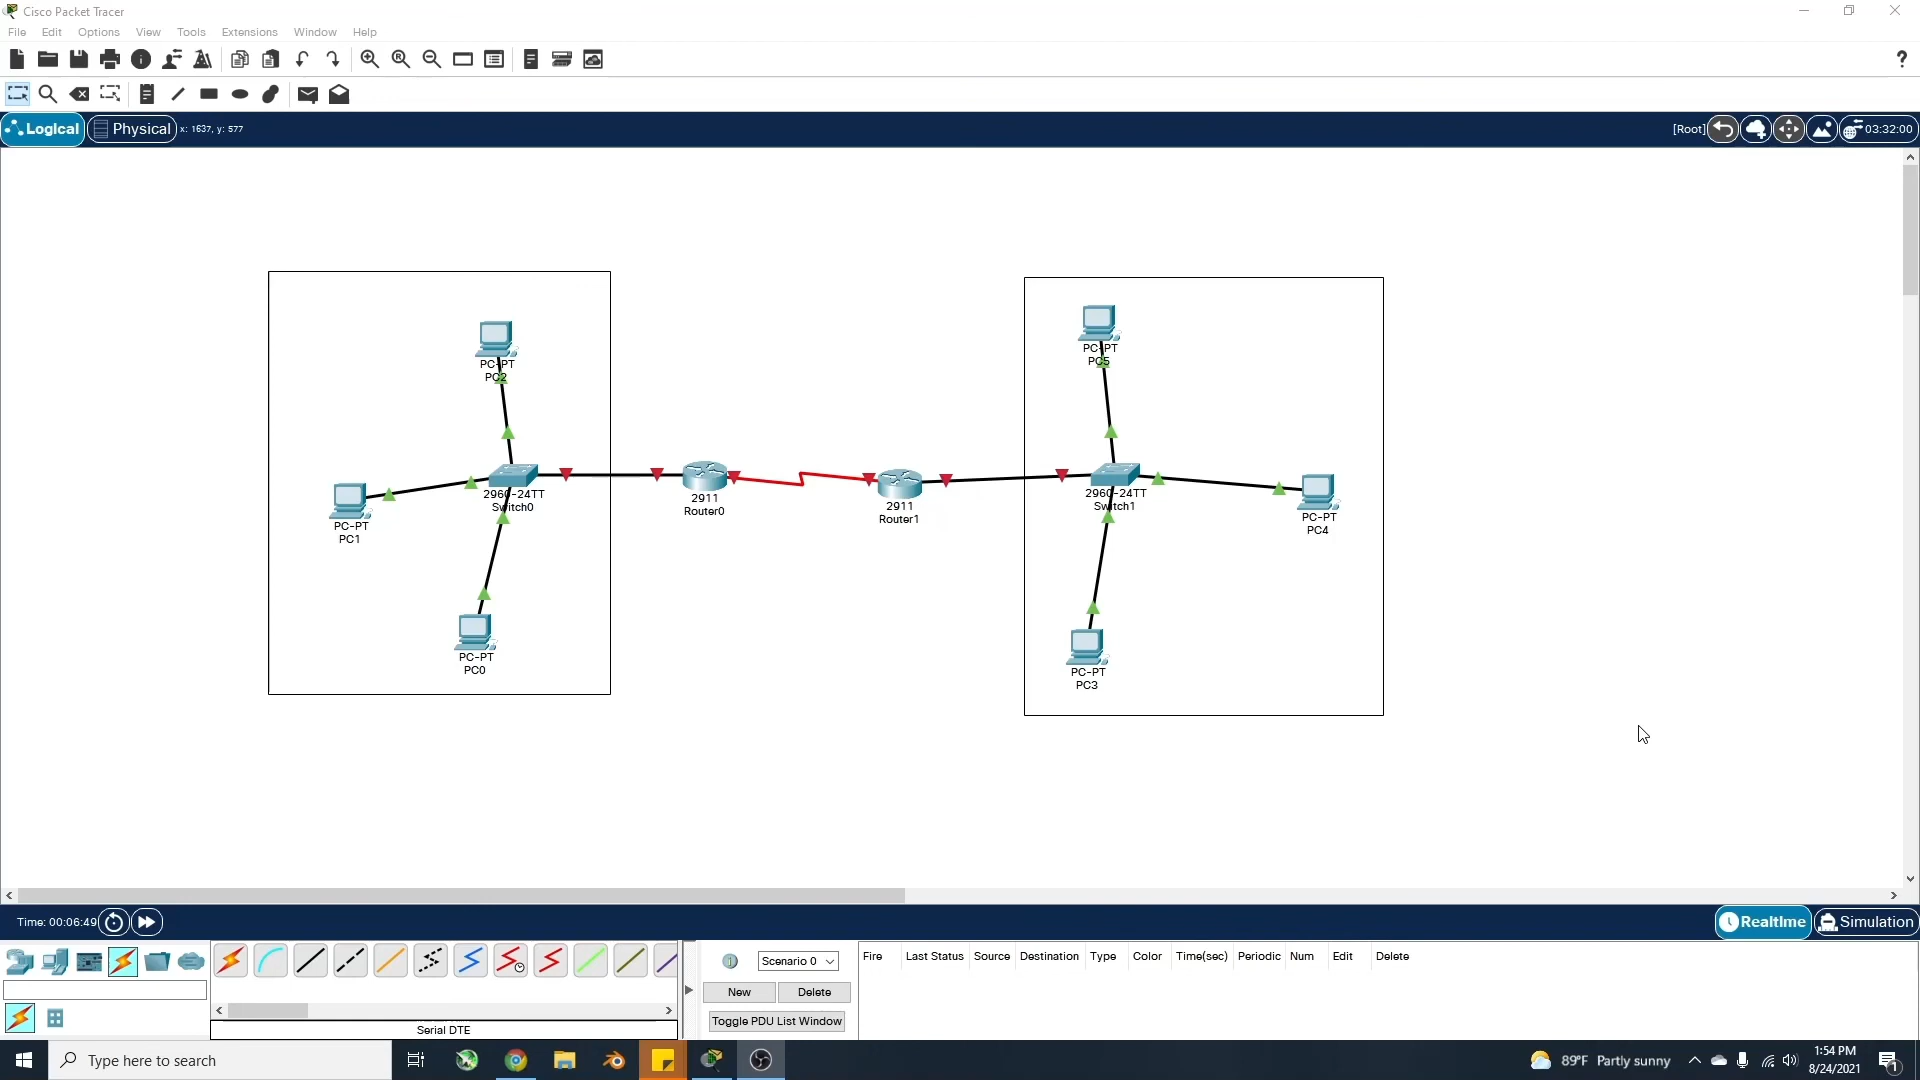 Cisco Packet Tracer
File Edit Options View Tools Extensions Window Help
?
Logical Physical x: 1637, y: 577 [Root] 03:32:00
PC-PT
PC2
PC-PT
PC5
2960-24TT
Switch0
2911
Router0
2911
Router1
2960-24TT
Switch1
PC-PT
PC1
PC-PT
PC4
PC-PT
PC0
PC-PT
PC3
Time: 00:06:49 Realtime Simulation
Scenario 0
New Delete
Toggle PDU List Window
Fire Last Status Source Destination Type Color Time(sec) Periodic Num Edit Delete
Serial DTE
Type here to search
89°F Partly sunny
1:54 PM
8/24/2021
1